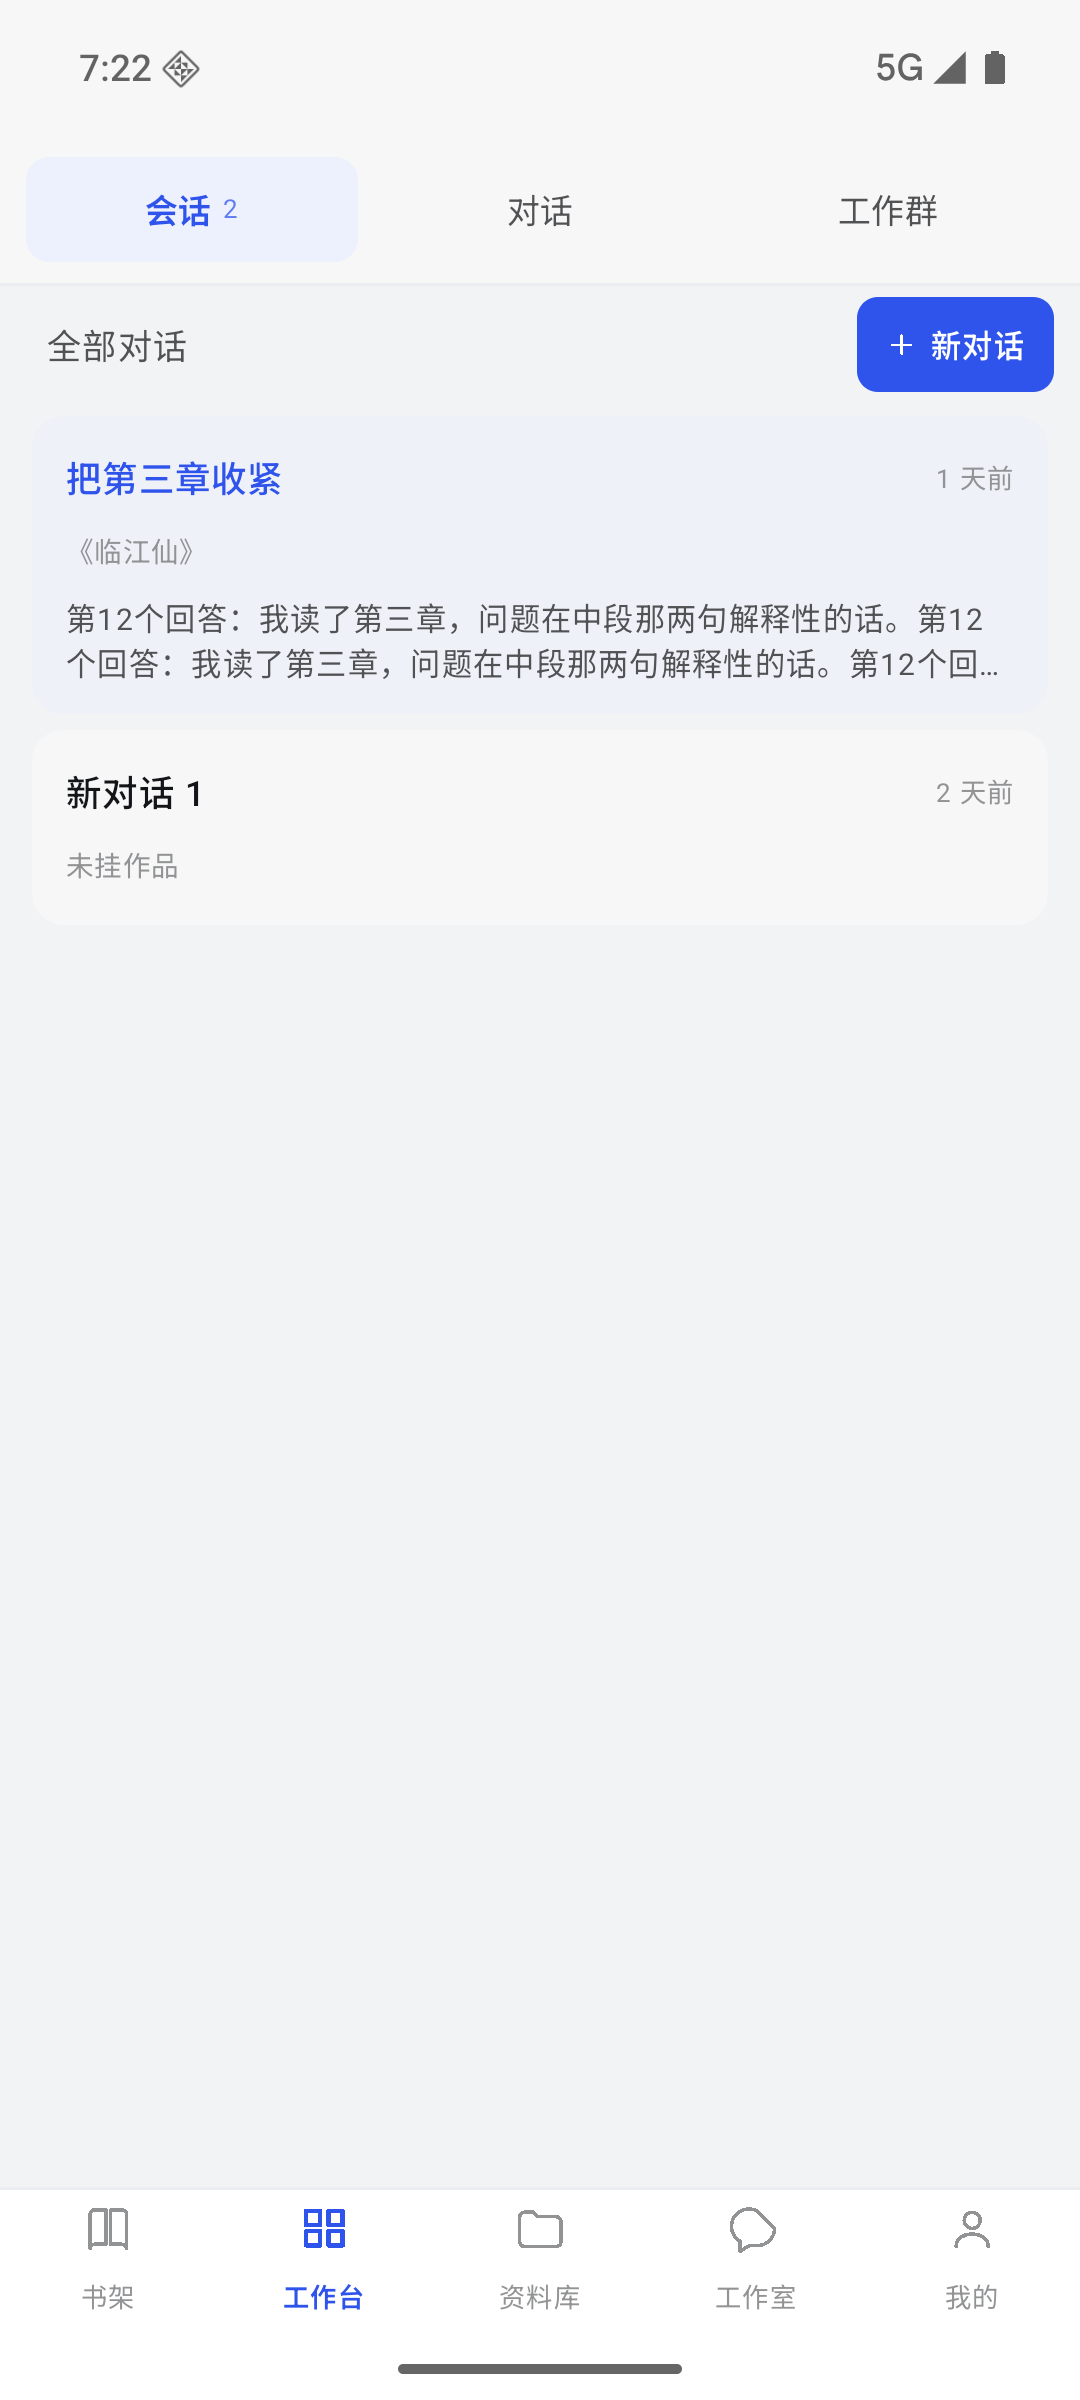 7:22
5G
会话 2
对话
工作群
全部对话
+ 新对话
把第三章收紧
1 天前
《临江仙》
第12个回答：我读了第三章，问题在中段那两句解释性的话。第12
个回答：我读了第三章，问题在中段那两句解释性的话。第12个回...
新对话 1
2 天前
未挂作品
书架
工作台
资料库
工作室
我的